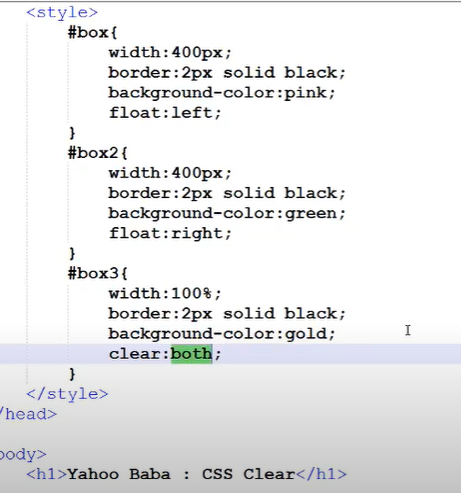 <style>
#box{
width:400px;
border:2px solid black;
background-color:pink;
float:left;
}
#box2{
width:400px;
border:2px solid black;
background-color:green;
float:right;
}
#box3{
width:100%;
border:2px solid black;
background-color:gold;
clear:both;
}
</style>
/head>
body>
<h1>Yahoo Baba : CSS Clear</h1>